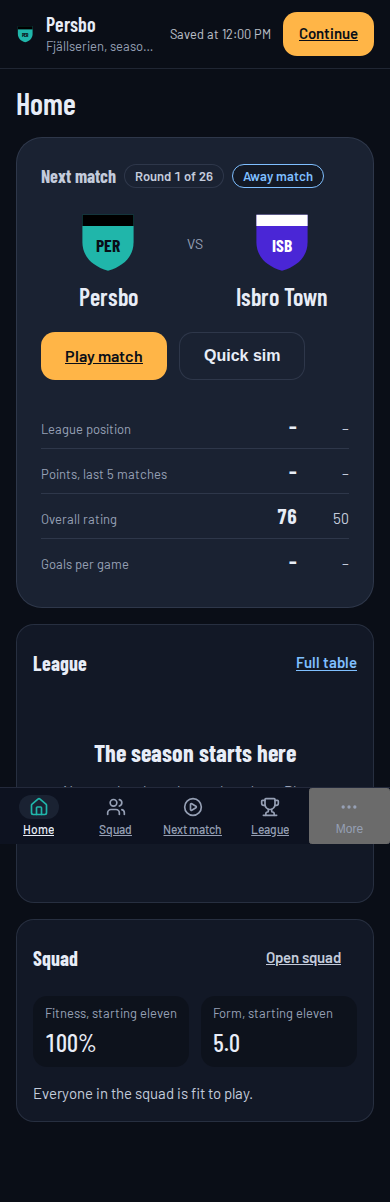 Persbo
Fjällserien, seaso...
Saved at 12:00 PM
Continue
Home
Next match
Round 1 of 26
Away match
PER
VS
ISB
Persbo
Isbro Town
Play match
Quick sim
League position – –
Points, last 5 matches – –
Overall rating 76 50
Goals per game – –
League
Full table
The season starts here
Home
Squad
Next match
League
More
Squad
Open squad
Fitness, starting eleven
100%
Form, starting eleven
5.0
Everyone in the squad is fit to play.